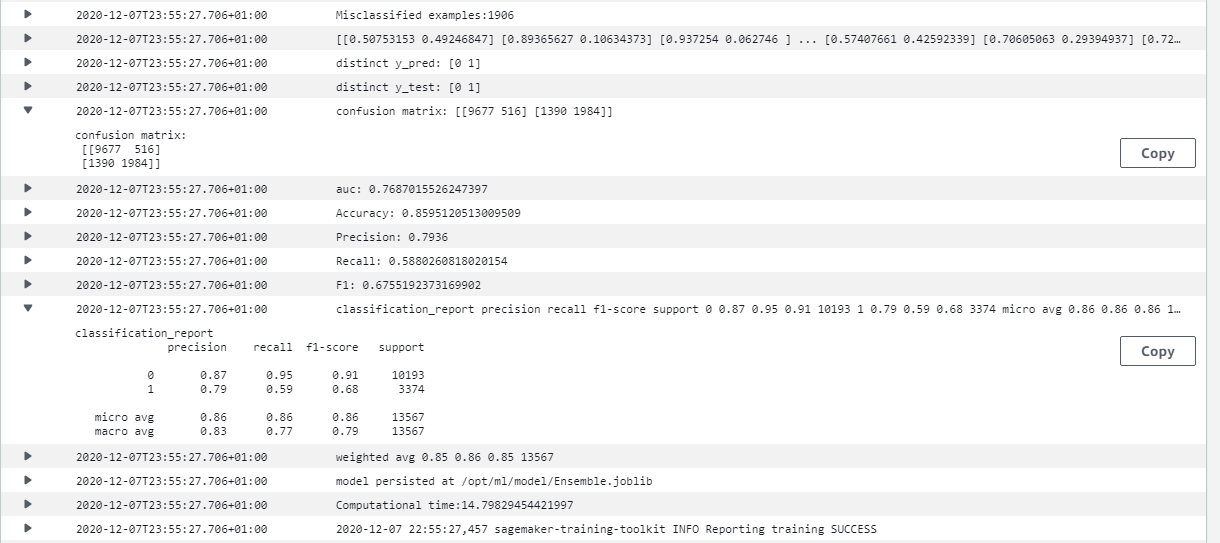 2020-12-07T23:55:27.706+01:00 Misclassified examples:1906
2020-12-07T23:55:27.706+01:00 [[0.50753153 0.49246847] [0.89365627 0.10634373] [0.937254 0.062746 ] ... [0.57407661 0.42592339] [0.70605063 0.29394937] [0.72…
2020-12-07T23:55:27.706+01:00 distinct y_pred: [0 1]
2020-12-07T23:55:27.706+01:00 distinct y_test: [0 1]
2020-12-07T23:55:27.706+01:00 confusion matrix: [[9677 516] [1390 1984]]
confusion matrix:
[[9677 516]
[1390 1984]]
Copy
2020-12-07T23:55:27.706+01:00 auc: 0.7687015526247397
2020-12-07T23:55:27.706+01:00 Accuracy: 0.8595120513009509
2020-12-07T23:55:27.706+01:00 Precision: 0.7936
2020-12-07T23:55:27.706+01:00 Recall: 0.5880260818020154
2020-12-07T23:55:27.706+01:00 F1: 0.6755192373169902
2020-12-07T23:55:27.706+01:00 classification_report precision recall f1-score support 0 0.87 0.95 0.91 10193 1 0.79 0.59 0.68 3374 micro avg 0.86 0.86 0.86 1…
classification_report
precision recall f1-score support
Copy
0 0.87 0.95 0.91 10193
1 0.79 0.59 0.68 3374
micro avg 0.86 0.86 0.86 13567
macro avg 0.83 0.77 0.79 13567
2020-12-07T23:55:27.706+01:00 weighted avg 0.85 0.86 0.85 13567
2020-12-07T23:55:27.706+01:00 model persisted at /opt/ml/model/Ensemble.joblib
2020-12-07T23:55:27.706+01:00 Computational time:14.79829454421997
2020-12-07T23:55:27.706+01:00 2020-12-07 22:55:27,457 sagemaker-training-toolkit INFO Reporting training SUCCESS